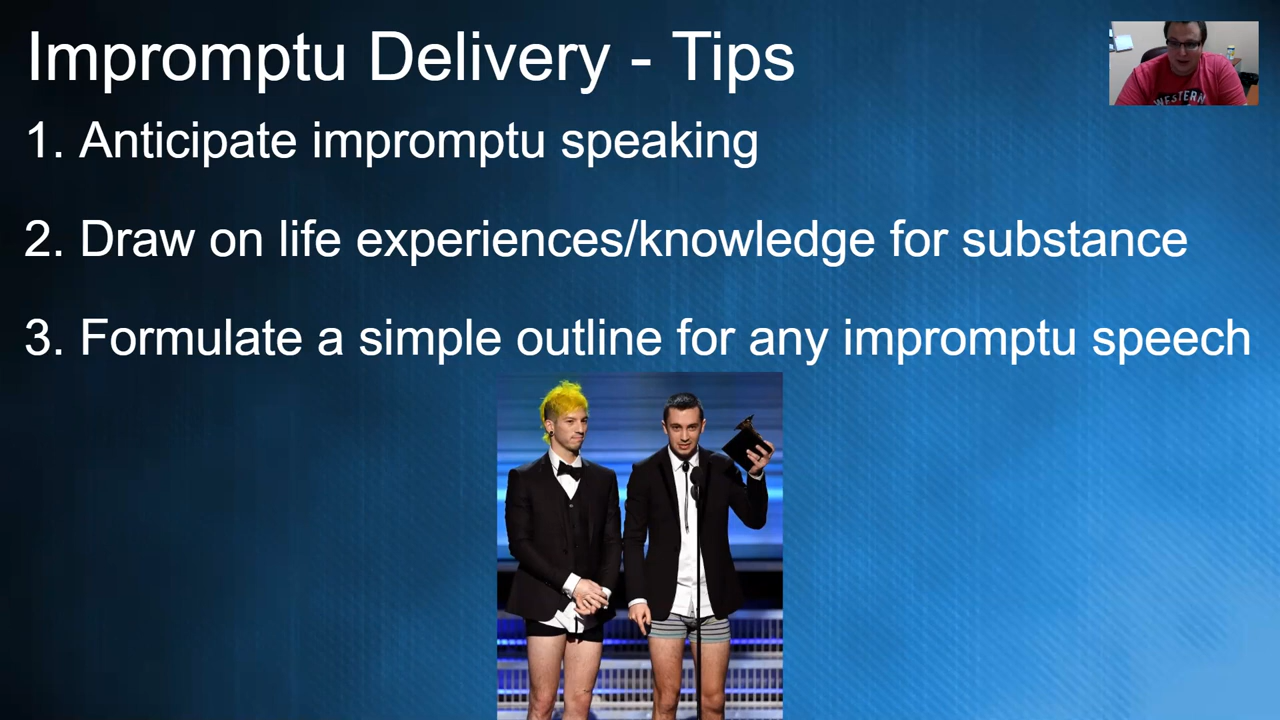 Impromptu Delivery - Tips
1. Anticipate impromptu speaking
2. Draw on life experiences/knowledge for substance
3. Formulate a simple outline for any impromptu speech
WESTERN